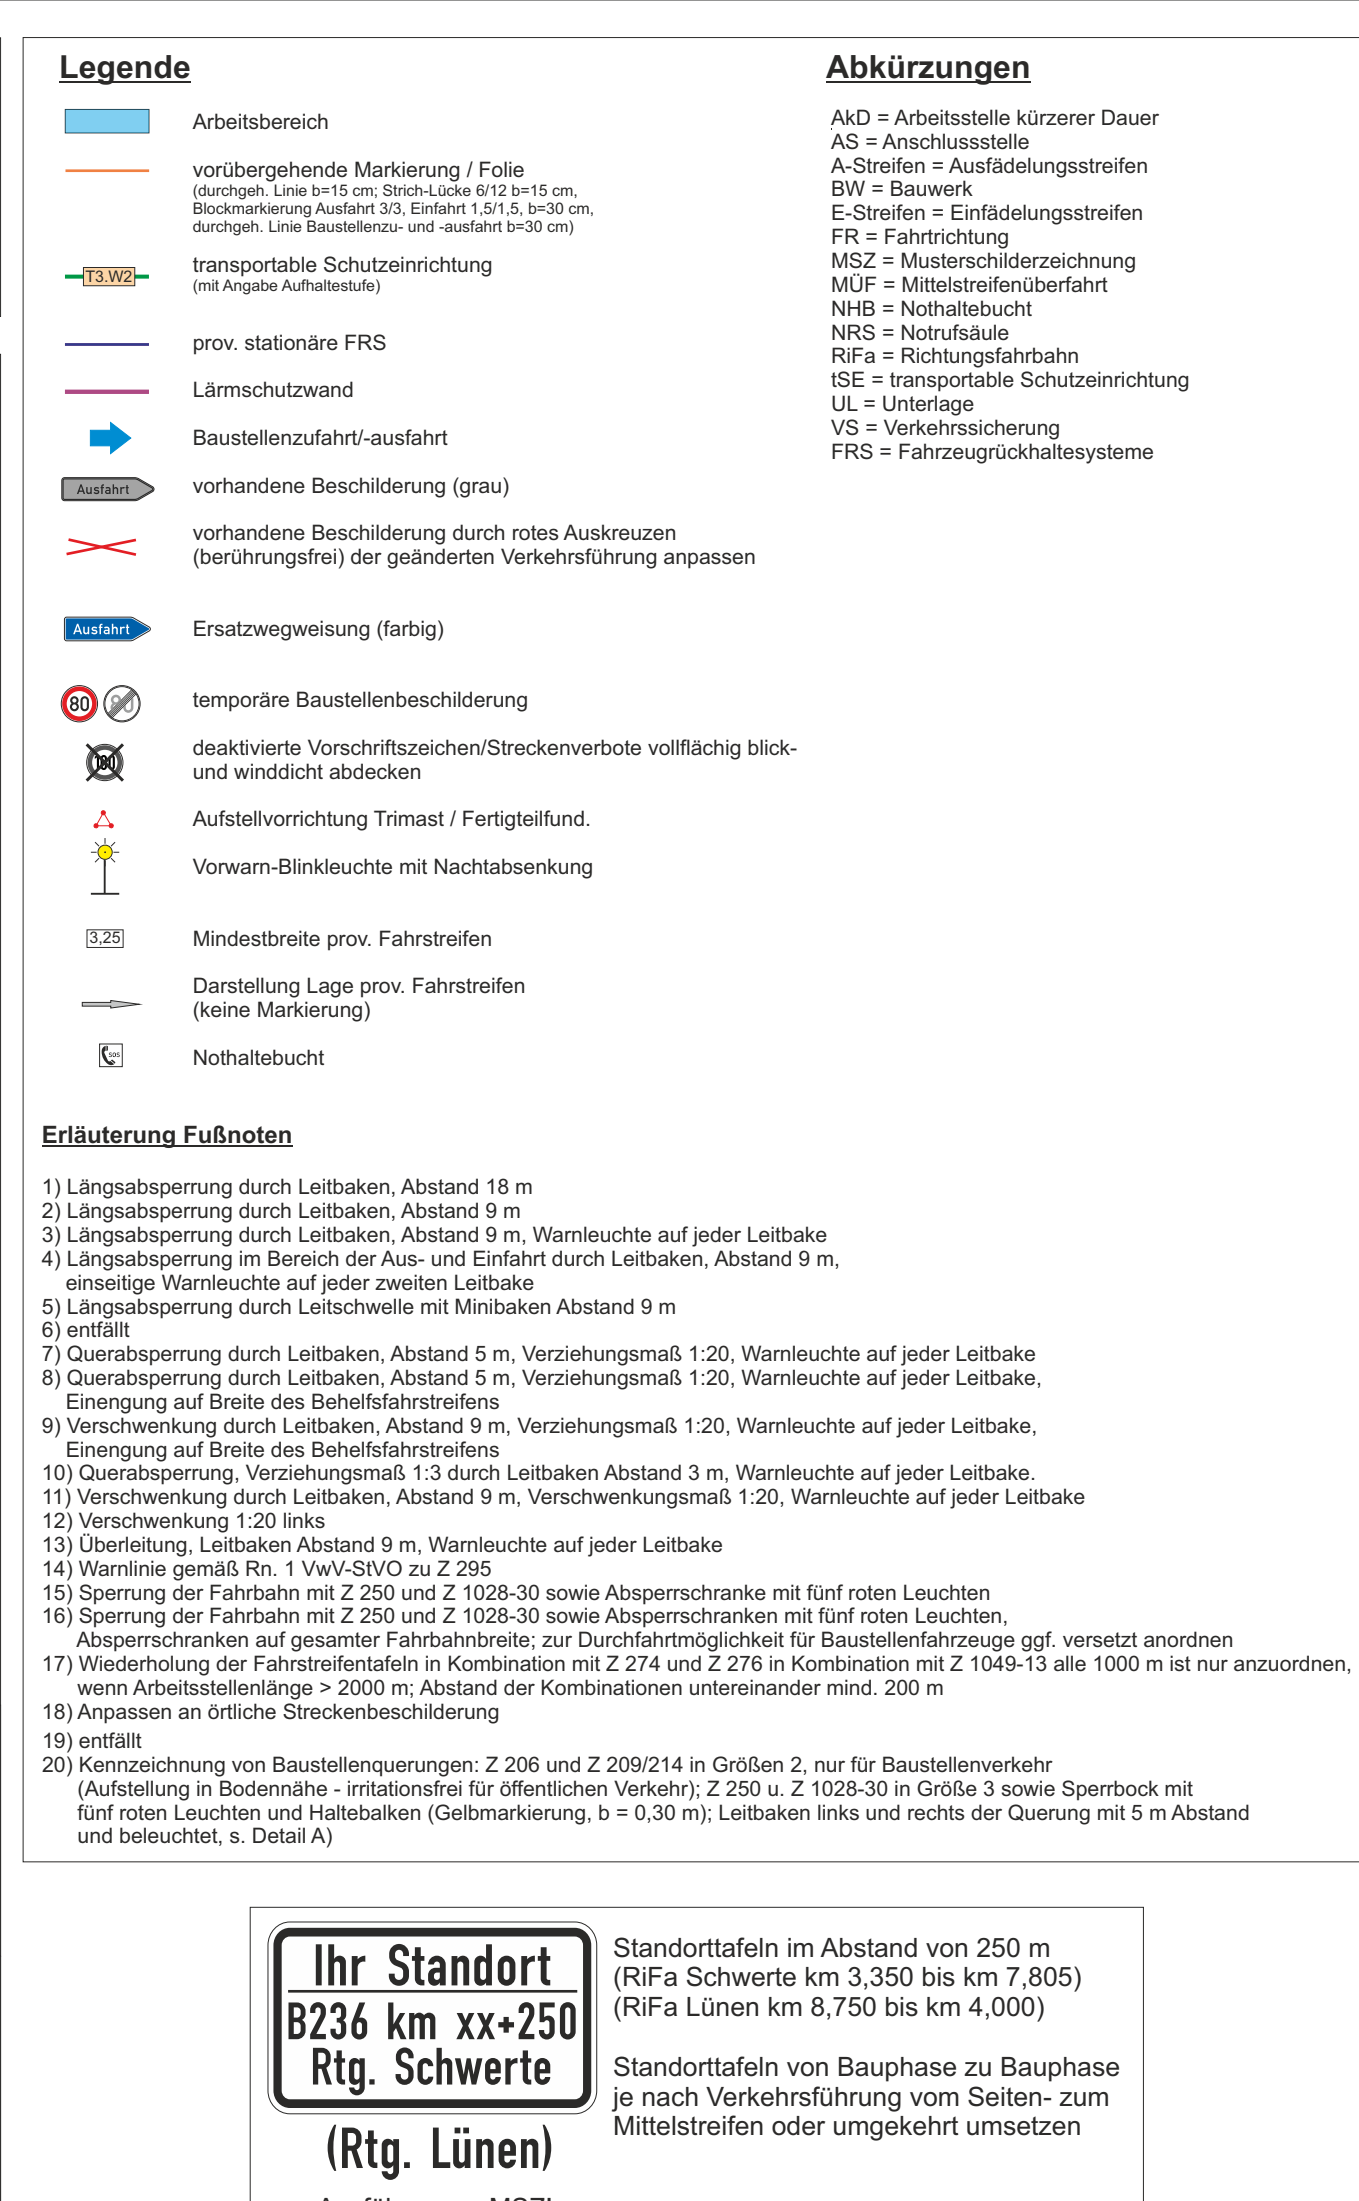 Legende
Arbeitsbereich
vorübergehende Markierung / Folie
(durchgeh. Linie b=15 cm; Strich-Lücke 6/12 b=15 cm,
Blockmarkierung Ausfahrt 3/3, Einfahrt 1,5/1,5, b=30 cm,
durchgeh. Linie Baustellenzu- und -ausfahrt b=30 cm)
T3.W2
transportable Schutzeinrichtung
(mit Angabe Aufhaltestufe)
prov. stationäre FRS
Lärmschutzwand
Baustellenzufahrt/-ausfahrt
Ausfahrt
vorhandene Beschilderung (grau)
vorhandene Beschilderung durch rotes Auskreuzen
(berührungsfrei) der geänderten Verkehrsführung anpassen
Ausfahrt
Ersatzwegweisung (farbig)
80 80
temporäre Baustellenbeschilderung
deaktivierte Vorschriftszeichen/Streckenverbote vollflächig blick-
und winddicht abdecken
Aufstellvorrichtung Trimast / Fertigteilfund.
Vorwarn-Blinkleuchte mit Nachtabsenkung
3,25
Mindestbreite prov. Fahrstreifen
Darstellung Lage prov. Fahrstreifen
(keine Markierung)
SOS
Nothaltebucht
Abkürzungen
AkD = Arbeitsstelle kürzerer Dauer
AS = Anschlussstelle
A-Streifen = Ausfädelungsstreifen
BW = Bauwerk
E-Streifen = Einfädelungsstreifen
FR = Fahrtrichtung
MSZ = Musterschilderzeichnung
MÜF = Mittelstreifenüberfahrt
NHB = Nothaltebucht
NRS = Notrufsäule
RiFa = Richtungsfahrbahn
tSE = transportable Schutzeinrichtung
UL = Unterlage
VS = Verkehrssicherung
FRS = Fahrzeugrückhaltesysteme
Erläuterung Fußnoten
1) Längsabsperrung durch Leitbaken, Abstand 18 m
2) Längsabsperrung durch Leitbaken, Abstand 9 m
3) Längsabsperrung durch Leitbaken, Abstand 9 m, Warnleuchte auf jeder Leitbake
4) Längsabsperrung im Bereich der Aus- und Einfahrt durch Leitbaken, Abstand 9 m,
einseitige Warnleuchte auf jeder zweiten Leitbake
5) Längsabsperrung durch Leitschwelle mit Minibaken Abstand 9 m
6) entfällt
7) Querabsperrung durch Leitbaken, Abstand 5 m, Verziehungsmaß 1:20, Warnleuchte auf jeder Leitbake
8) Querabsperrung durch Leitbaken, Abstand 5 m, Verziehungsmaß 1:20, Warnleuchte auf jeder Leitbake,
Einengung auf Breite des Behelfsfahrstreifens
9) Verschwenkung durch Leitbaken, Abstand 9 m, Verziehungsmaß 1:20, Warnleuchte auf jeder Leitbake,
Einengung auf Breite des Behelfsfahrstreifens
10) Querabsperrung, Verziehungsmaß 1:3 durch Leitbaken Abstand 3 m, Warnleuchte auf jeder Leitbake.
11) Verschwenkung durch Leitbaken, Abstand 9 m, Verschwenkungsmaß 1:20, Warnleuchte auf jeder Leitbake
12) Verschwenkung 1:20 links
13) Überleitung, Leitbaken Abstand 9 m, Warnleuchte auf jeder Leitbake
14) Warnlinie gemäß Rn. 1 VwV-StVO zu Z 295
15) Sperrung der Fahrbahn mit Z 250 und Z 1028-30 sowie Absperrschranke mit fünf roten Leuchten
16) Sperrung der Fahrbahn mit Z 250 und Z 1028-30 sowie Absperrschranken mit fünf roten Leuchten,
Absperrschranken auf gesamter Fahrbahnbreite; zur Durchfahrtmöglichkeit für Baustellenfahrzeuge ggf. versetzt anordnen
17) Wiederholung der Fahrstreifentafeln in Kombination mit Z 274 und Z 276 in Kombination mit Z 1049-13 alle 1000 m ist nur anzuordnen,
wenn Arbeitsstellenlänge > 2000 m; Abstand der Kombinationen untereinander mind. 200 m
18) Anpassen an örtliche Streckenbeschilderung
19) entfällt
20) Kennzeichnung von Baustellenquerungen: Z 206 und Z 209/214 in Größen 2, nur für Baustellenverkehr
(Aufstellung in Bodennähe - irritationsfrei für öffentlichen Verkehr); Z 250 u. Z 1028-30 in Größe 3 sowie Sperrbock mit
fünf roten Leuchten und Haltebalken (Gelbmarkierung, b = 0,30 m); Leitbaken links und rechts der Querung mit 5 m Abstand
und beleuchtet, s. Detail A)
Ihr Standort
B236 km xx+250
Rtg. Schwerte
(Rtg. Lünen)
Standorttafeln im Abstand von 250 m
(RiFa Schwerte km 3,350 bis km 7,805)
(RiFa Lünen km 8,750 bis km 4,000)
Standorttafeln von Bauphase zu Bauphase
je nach Verkehrsführung vom Seiten- zum
Mittelstreifen oder umgekehrt umsetzen